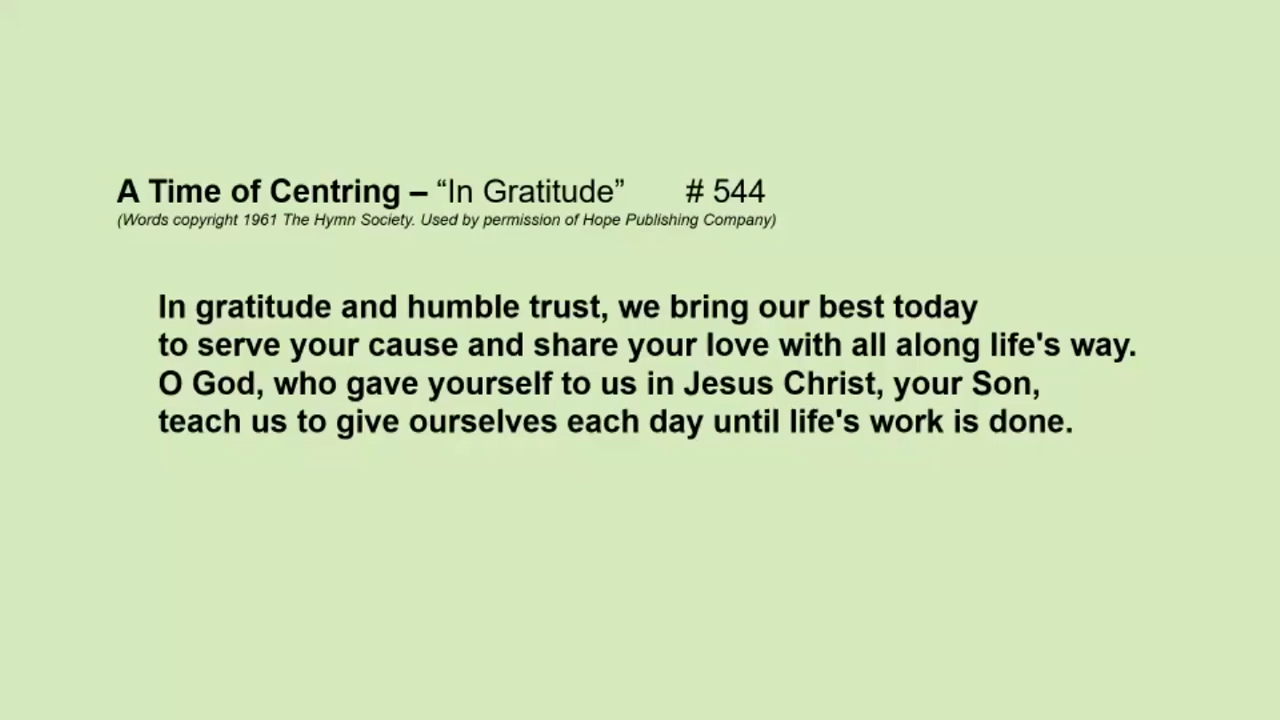 A Time of Centring – “In Gratitude” # 544
(Words copyright 1961 The Hymn Society. Used by permission of Hope Publishing Company)
In gratitude and humble trust, we bring our best today
to serve your cause and share your love with all along life's way.
O God, who gave yourself to us in Jesus Christ, your Son,
teach us to give ourselves each day until life's work is done.